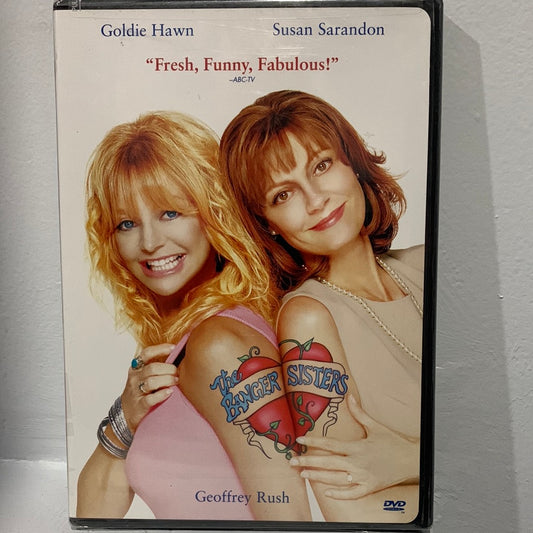 Goldie Hawn Susan Sarandon
"Fresh, Funny, Fabulous!"
–ABC-TV
The BANGER SISTERS
Geoffrey Rush
DVD